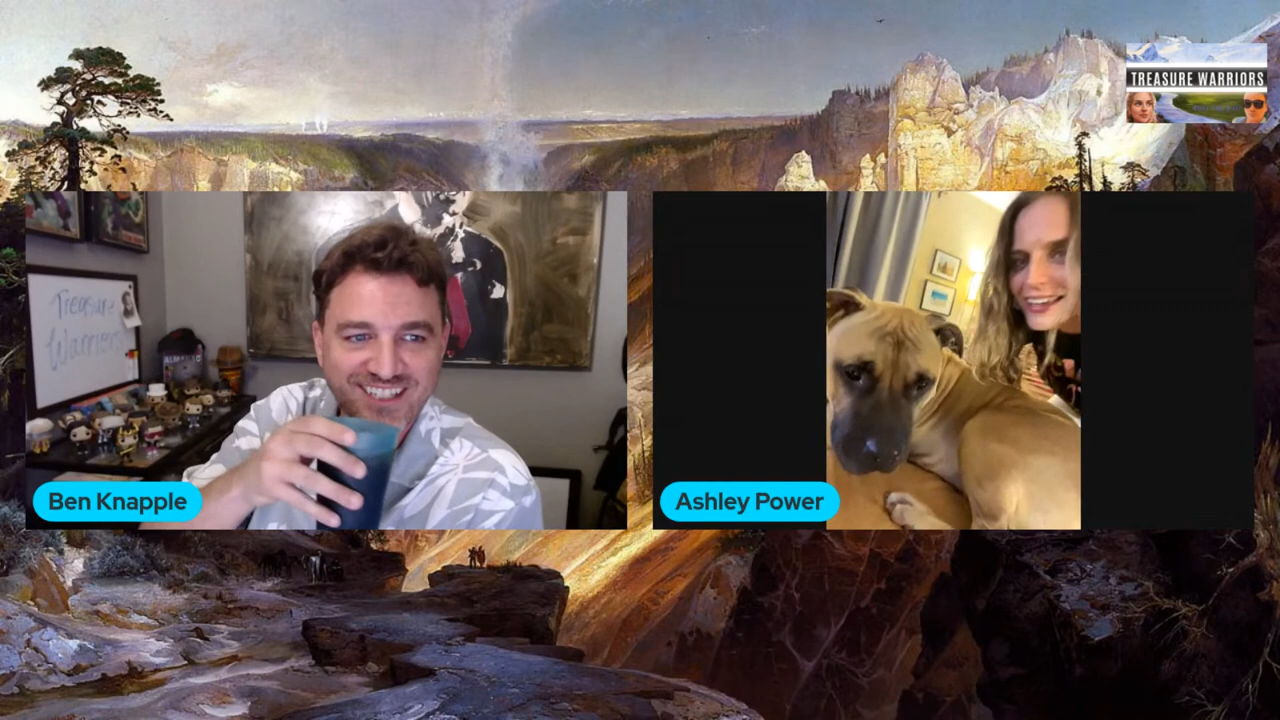 TREASURE WARRIORS
Treasure
Warriors
Ben Knapple
Ashley Power